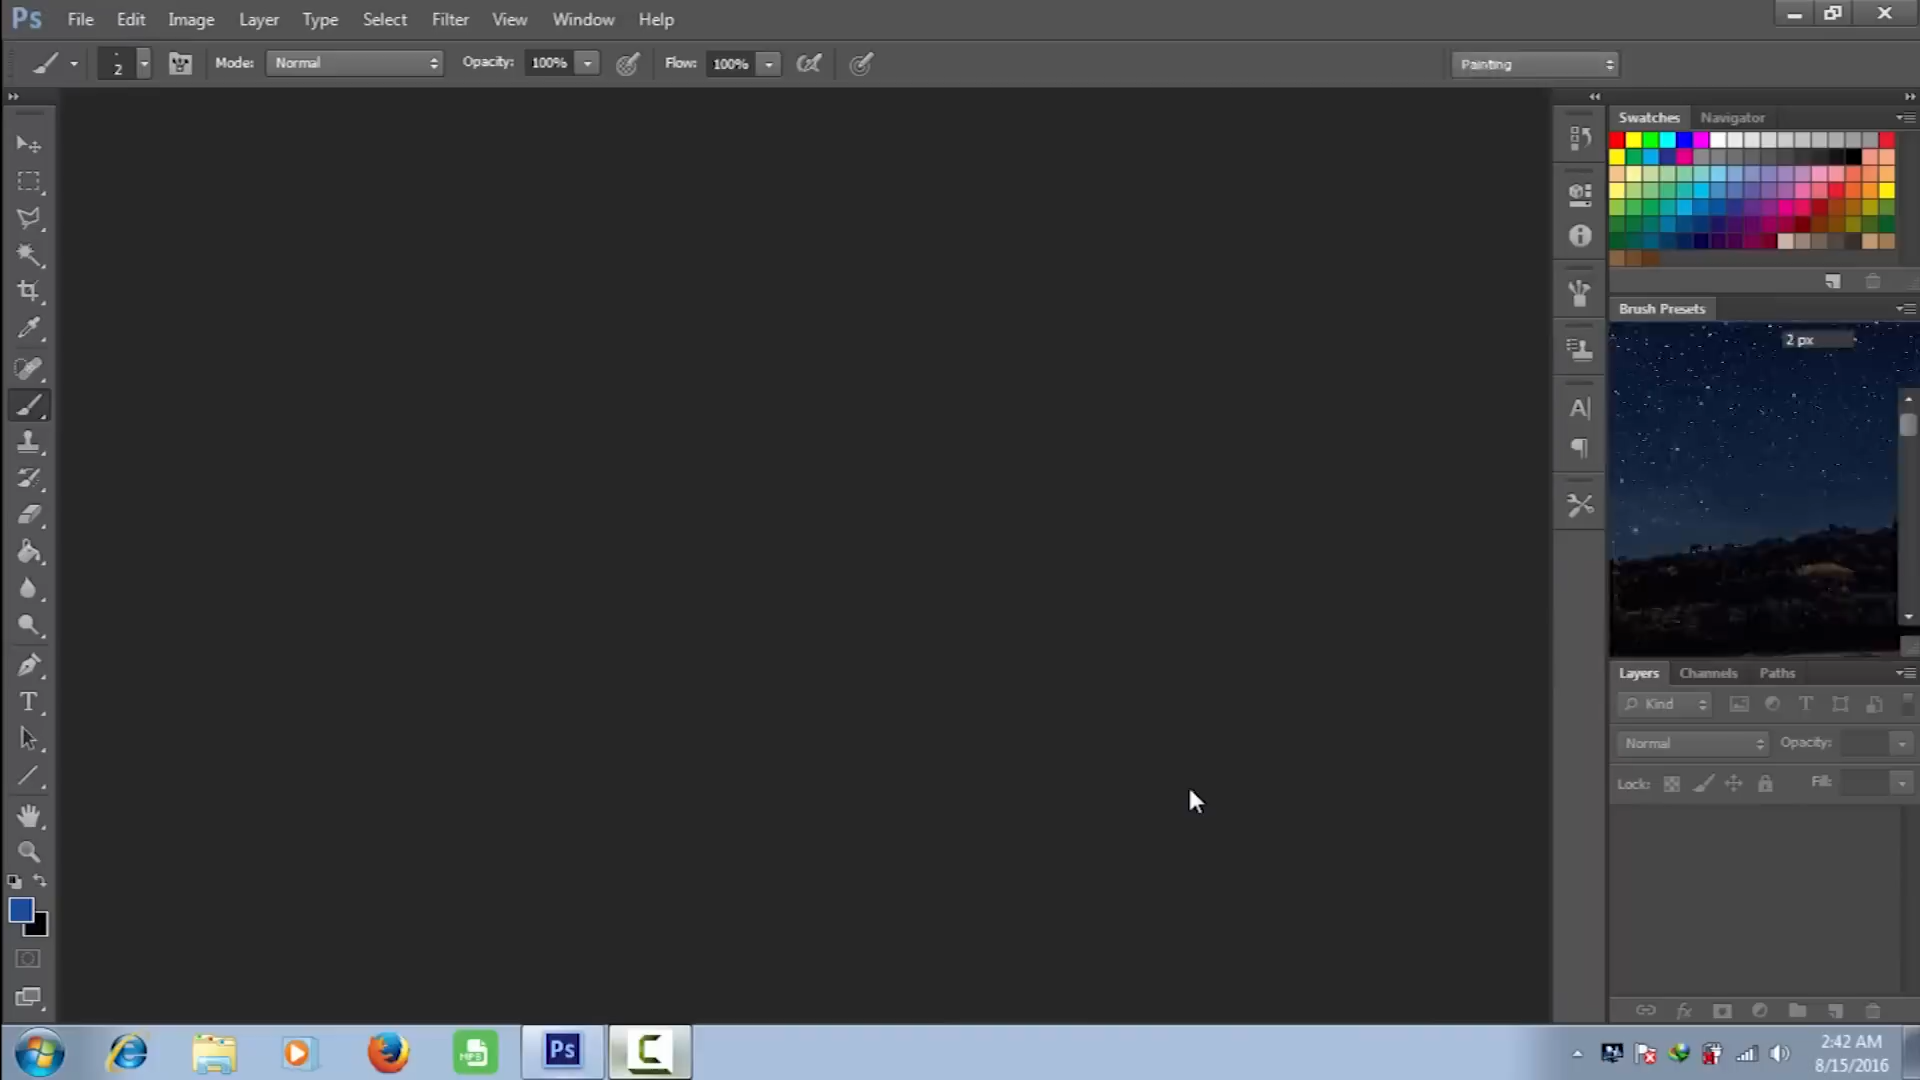 Ps File Edit Image Layer Type Select Filter View Window Help
2 Mode: Normal Opacity: 100% Flow: 100% Painting
Swatches Navigator
Brush Presets
2 px
Layers Channels Paths
Kind
Normal Opacity:
Lock: Fill:
MP3 Ps
2:42 AM
8/15/2016